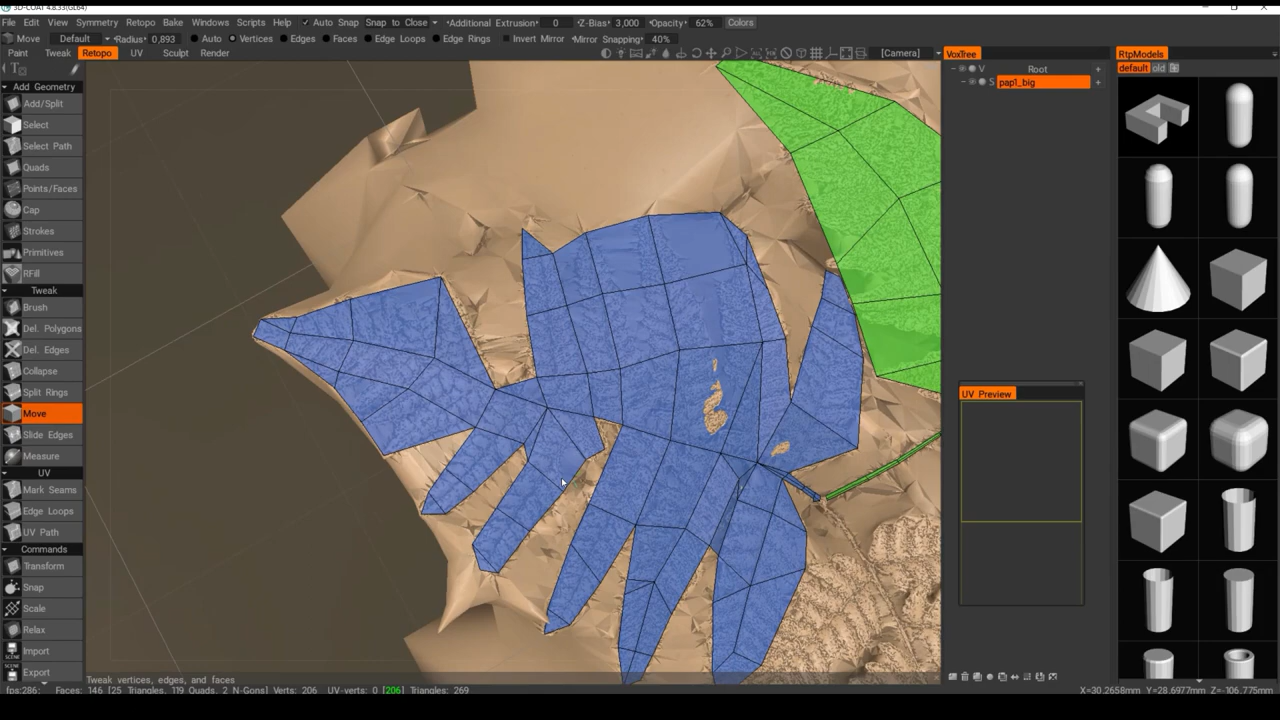 3D-COAT 4.8.33(GL64)
File Edit View Symmetry Retopo Bake Windows Scripts Help Auto Snap Snap to Close Additional Extrusion 0 Z-Bias 3,000 Opacity 62% Colors
Move Default Radius 0,893 Auto Vertices Edges Faces Edge Loops Edge Rings Invert Mirror Mirror Snapping 40%
Paint Tweak Retopo UV Sculpt Render [Camera] VoxTree RtpModels
default old
V Root +
S pap1_big +
Add Geometry
Add/Split
Select
Select Path
Quads
Points/Faces
Cap
Strokes
Primitives
RFill
Tweak
Brush
Del. Polygons
Del. Edges
Collapse
Split Rings
UV Preview
Move
Slide Edges
Measure
UV
Mark Seams
Edge Loops
UV Path
Commands
Transform
Snap
Scale
Relax
Import
Export
Tweak vertices, edges, and faces
fps:286; Faces: 146 [25 Triangles, 119 Quads, 2 N-Gons] Verts: 206 UV-verts: 0 [206] Triangles: 269 X=30.2658mm Y=28.6977mm Z=-106.775mm